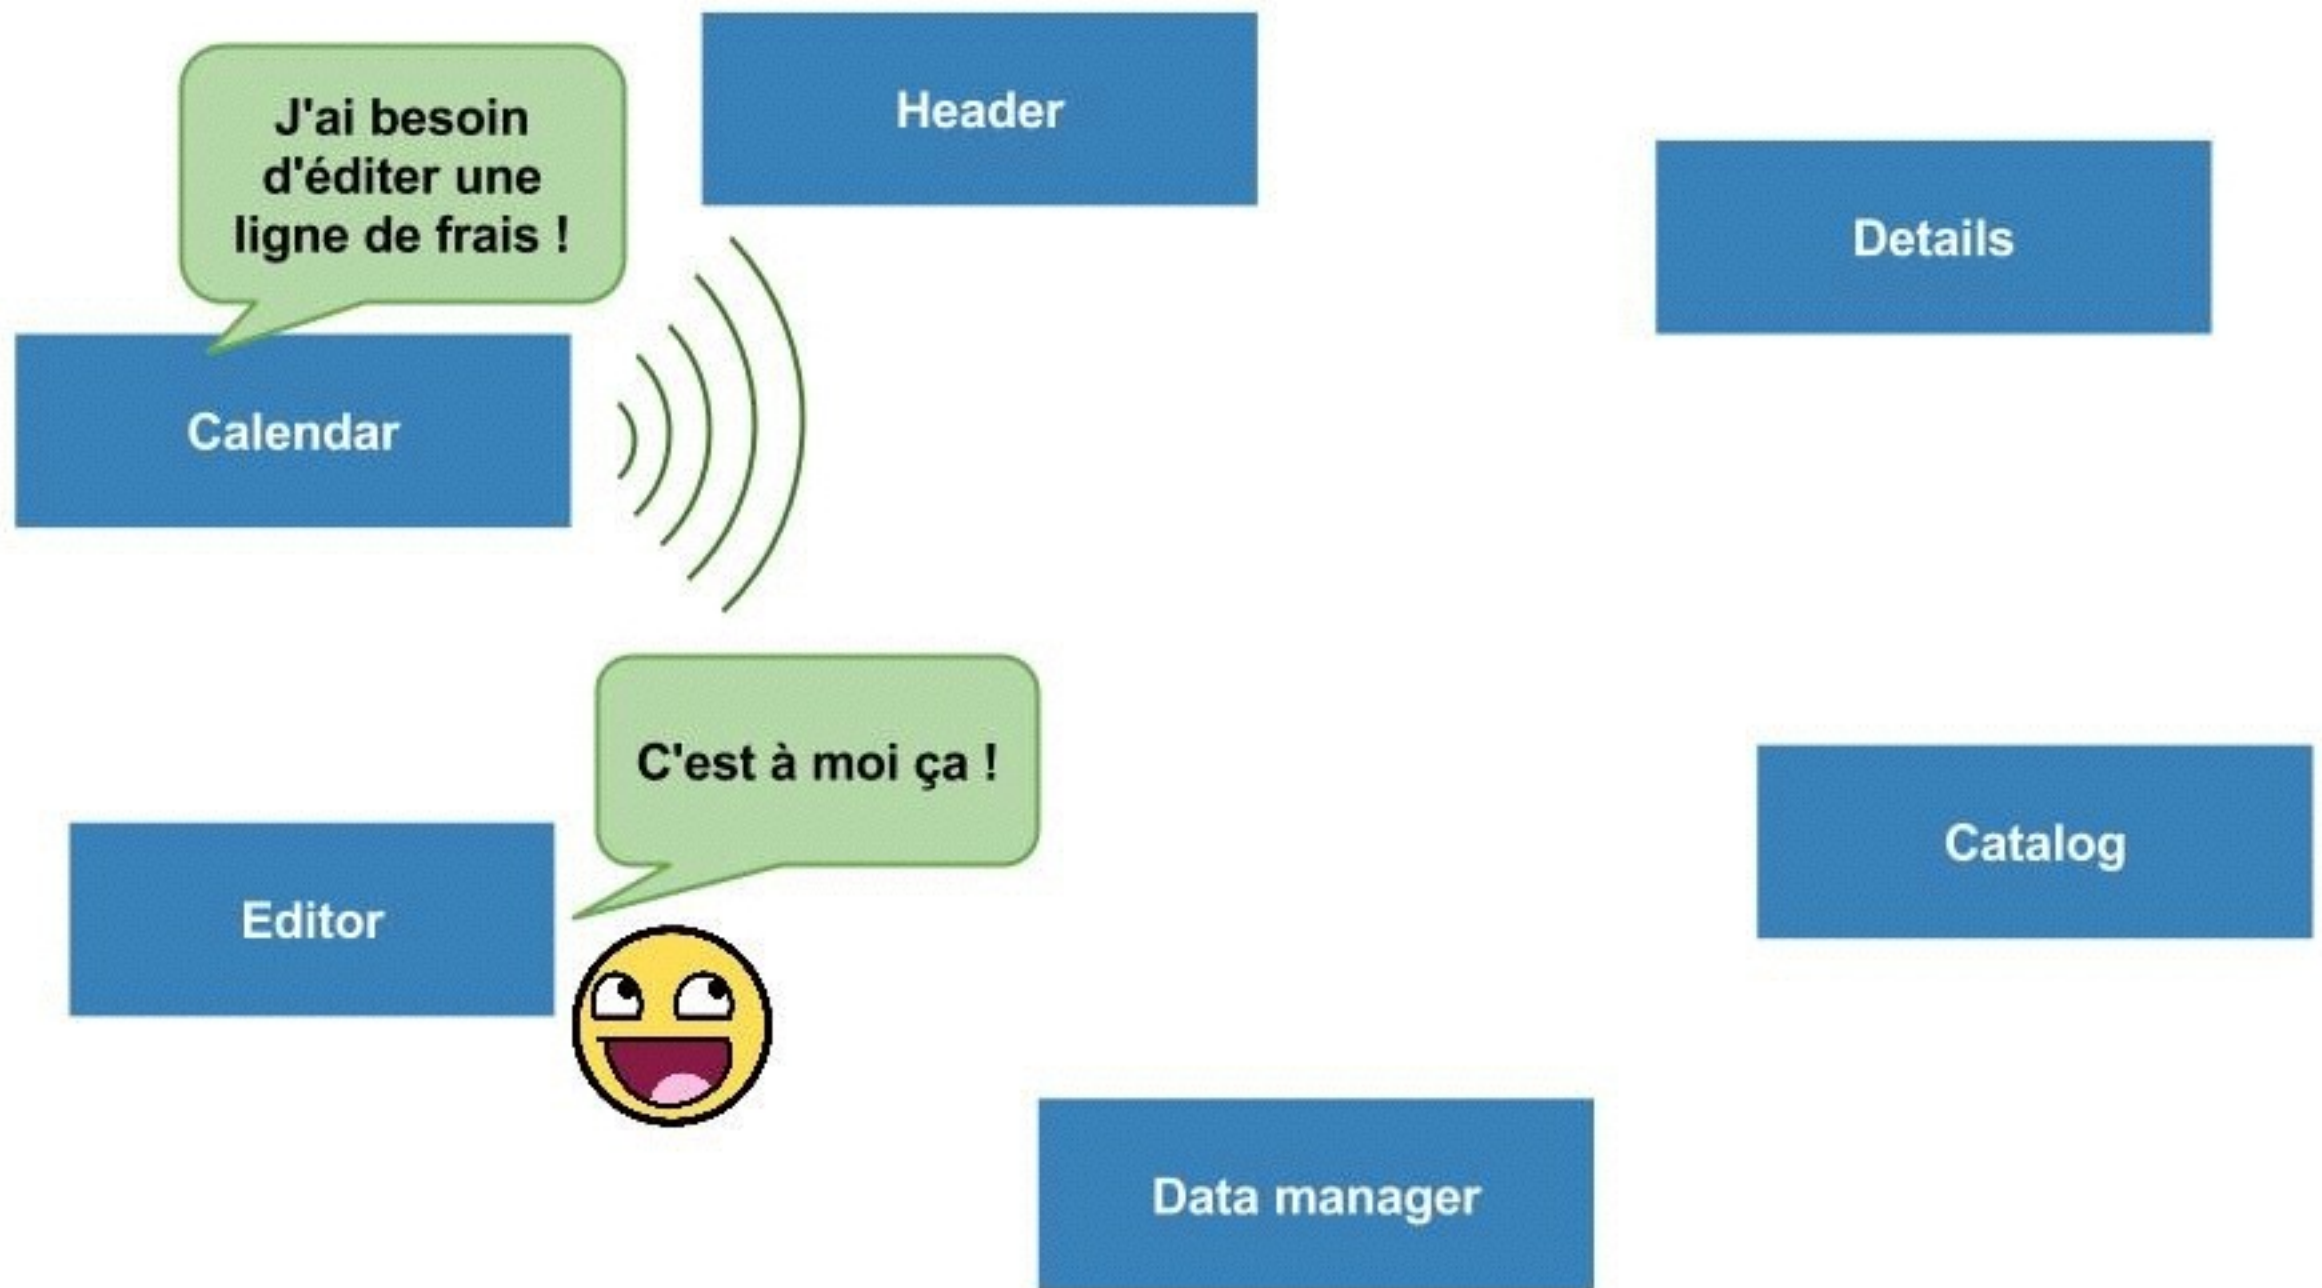 Header
J'ai besoin
d'éditer une
ligne de frais !
Details
Calendar
C'est à moi ça !
Catalog
Editor
Data manager